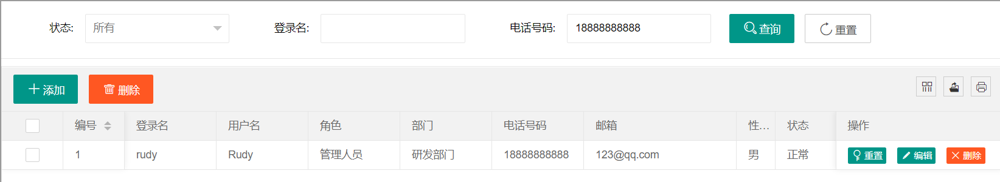 状态: 所有 登录名: 电话号码: 18888888888 查询 重置
添加 删除
编号 登录名 用户名 角色 部门 电话号码 邮箱 性... 状态 操作
1 rudy Rudy 管理人员 研发部门 18888888888 123@qq.com 男 正常 重置 编辑 删除